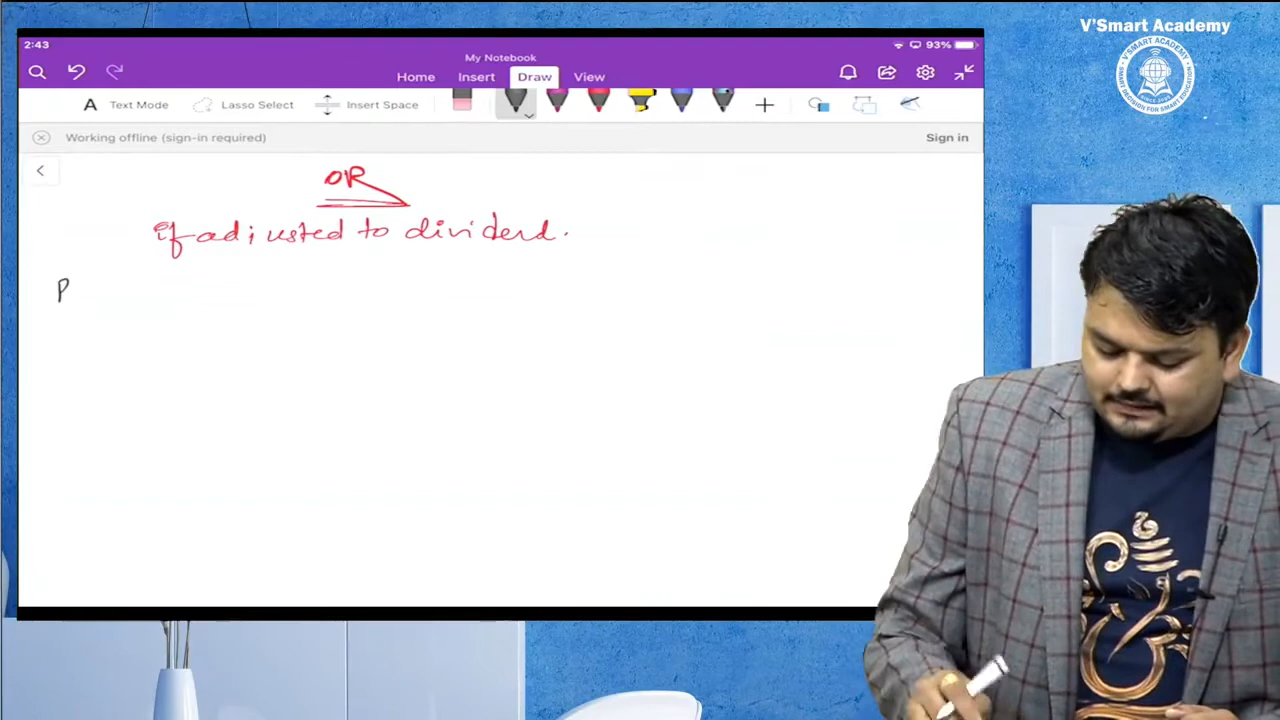 V'Smart Academy
2:43
93%
My Notebook
Home Insert Draw View
A Text Mode Lasso Select Insert Space
Working offline (sign-in required) Sign in
OR
if adjusted to dividend.
P